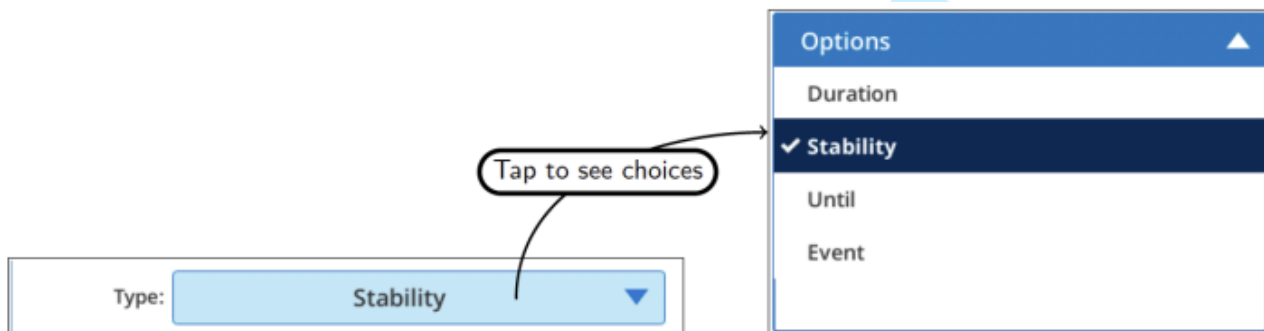 Options
Duration
Stability
Until
Event
Tap to see choices
Type:
Stability